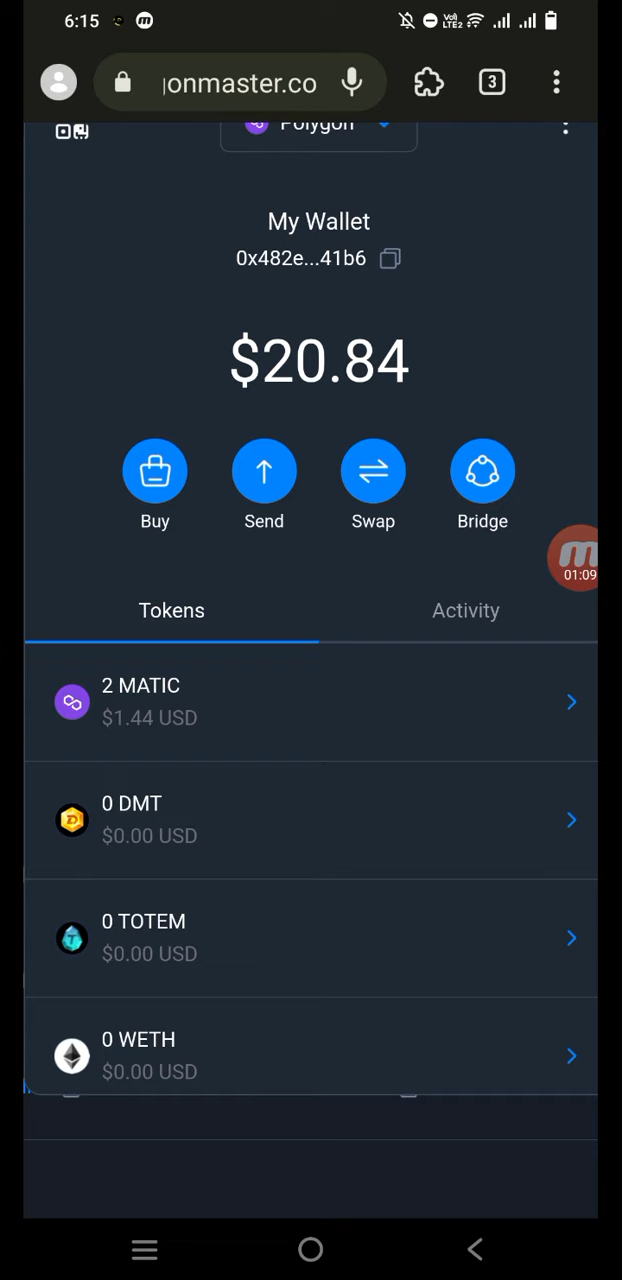 6:15
Vo) LTE2
onmaster.co
3
Polygon
My Wallet
0x482e...41b6
$20.84
Buy Send Swap Bridge
01:09
Tokens Activity
2 MATIC
$1.44 USD
0 DMT
$0.00 USD
0 TOTEM
$0.00 USD
0 WETH
$0.00 USD